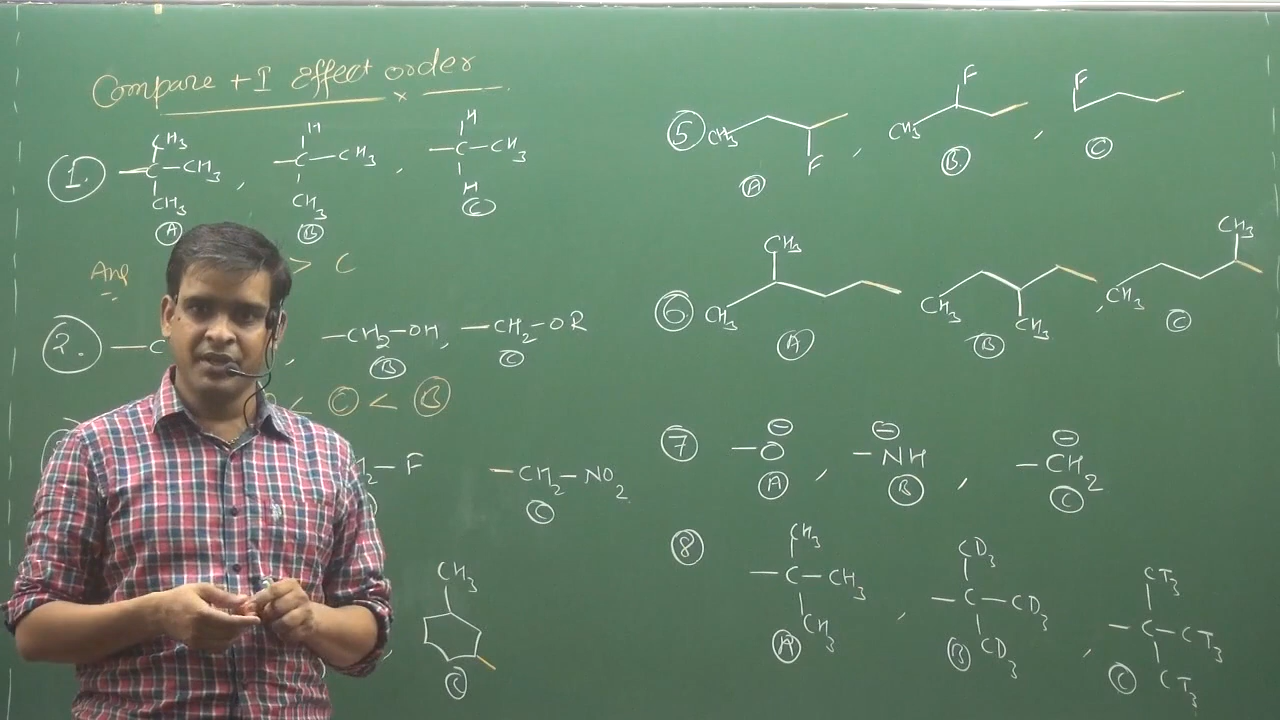 Compare +I Effect order
1. CH3 H H
-C-CH3 , -C-CH3 , -C-CH3
CH3 CH3 H
A B C
Ans > C
2. -C , -CH2-OH , -CH2-OR
B C
< C < B
-F -CH2-NO2
C
CH3
C
5 CH3 F , CH3 F , F
A B C
6. CH3 CH3 , CH3 CH3 , CH3 CH3
A B C
7 -O⊖ , -NH⊖ , -CH2⊖
A B C
8 CH3 CD3 CT3
-C-CH3 , -C-CD3 , -C-CT3
CH3 CD3 CT3
A B C